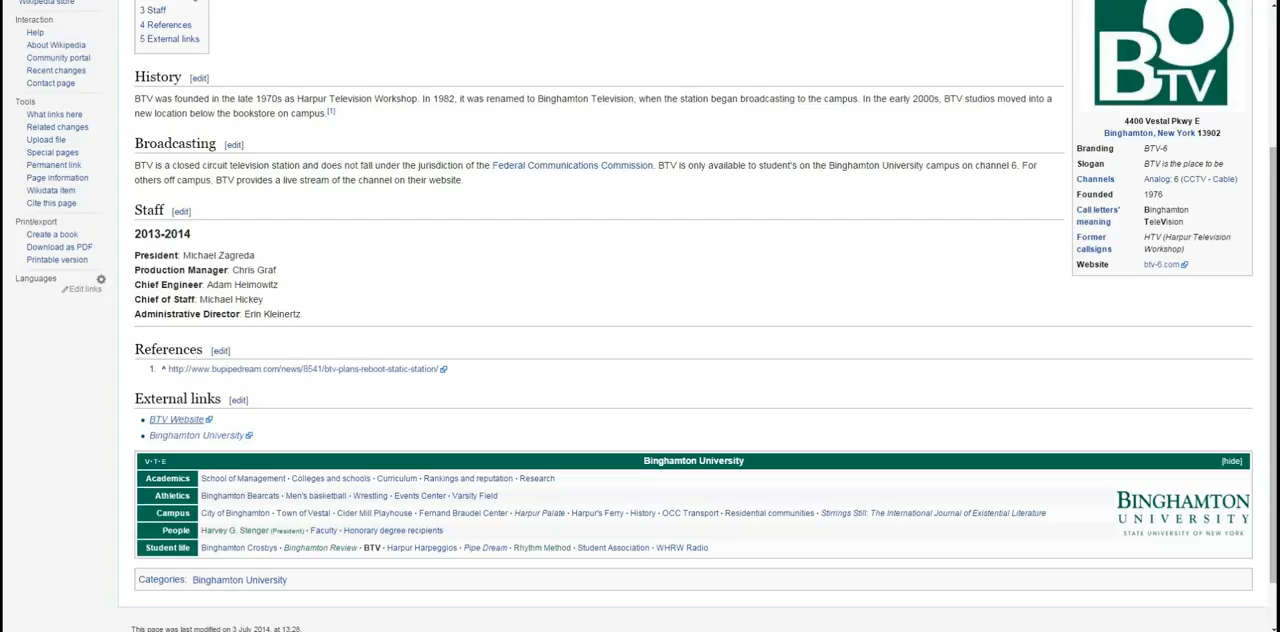 Wikipedia store
Interaction
Help
About Wikipedia
Community portal
Recent changes
Contact page
Tools
What links here
Related changes
Upload file
Special pages
Permanent link
Page information
Wikidata item
Cite this page
Print/export
Create a book
Download as PDF
Printable version
Languages
Edit links
3 Staff
4 References
5 External links
History [edit]
BTV was founded in the late 1970s as Harpur Television Workshop. In 1982, it was renamed to Binghamton Television, when the station began broadcasting to the campus. In the early 2000s, BTV studios moved into a
new location below the bookstore on campus.[1]
Broadcasting [edit]
BTV is a closed circuit television station and does not fall under the jurisdiction of the Federal Communications Commission. BTV is only available to student's on the Binghamton University campus on channel 6. For
others off campus, BTV provides a live stream of the channel on their website.
Staff [edit]
2013-2014
President: Michael Zagreda
Production Manager: Chris Graf
Chief Engineer: Adam Heimowitz
Chief of Staff: Michael Hickey
Administrative Director: Erin Kleinertz
References [edit]
1. ^ http://www.bupipedream.com/news/8541/btv-plans-reboot-static-station/
External links [edit]
• BTV Website
• Binghamton University
BTV
4400 Vestal Pkwy E
Binghamton, New York 13902
Branding BTV-6
Slogan BTV is the place to be
Channels Analog: 6 (CCTV - Cable)
Founded 1976
Call letters' Binghamton
meaning TeleVision
Former HTV (Harpur Television
callsigns Workshop)
Website btv-6.com
V·T·E Binghamton University [hide]
Academics School of Management · Colleges and schools · Curriculum · Rankings and reputation · Research
Athletics Binghamton Bearcats · Men's basketball · Wrestling · Events Center · Varsity Field
Campus City of Binghamton · Town of Vestal · Cider Mill Playhouse · Fernand Braudel Center · Harpur Palate · Harpur's Ferry · History · OCC Transport · Residential communities · Stirrings Still: The International Journal of Existential Literature
People Harvey G. Stenger (President) · Faculty · Honorary degree recipients
Student life Binghamton Crosbys · Binghamton Review · BTV · Harpur Harpeggios · Pipe Dream · Rhythm Method · Student Association · WHRW Radio
BINGHAMTON
UNIVERSITY
STATE UNIVERSITY OF NEW YORK
Categories: Binghamton University
This page was last modified on 3 July 2014, at 13:28.